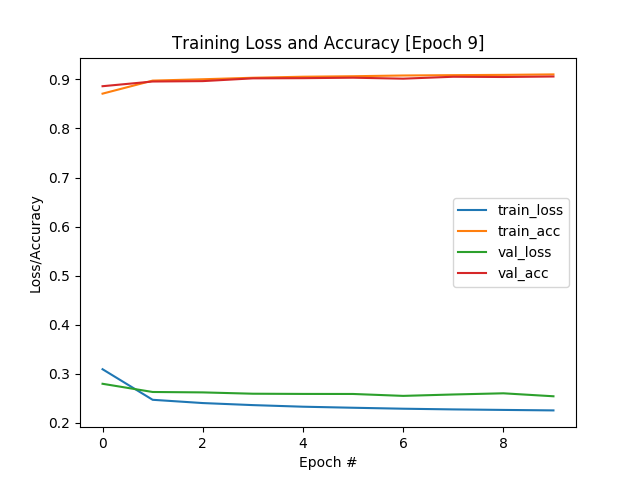 Training Loss and Accuracy [Epoch 9]
Loss/Accuracy
0.9
0.8
0.7
0.6
0.5
0.4
0.3
0.2
train_loss
train_acc
val_loss
val_acc
0 2 4 6 8
Epoch #